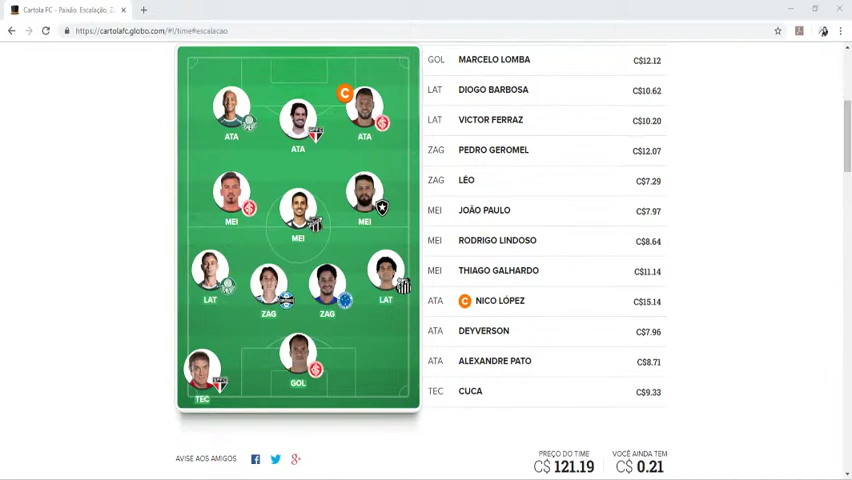 Cartola FC - Paixão, Escalação, Z
https://cartolafc.globo.com/#!/time#escalacao
C
ATA
ATA
ATA
MEI
MEI
MEI
LAT
LAT
ZAG
ZAG
GOL
TEC
GOL MARCELO LOMBA C$12.12
LAT DIOGO BARBOSA C$10.62
LAT VICTOR FERRAZ C$10.20
ZAG PEDRO GEROMEL C$12.07
ZAG LÉO C$7.29
MEI JOÃO PAULO C$7.97
MEI RODRIGO LINDOSO C$8.64
MEI THIAGO GALHARDO C$11.14
ATA C NICO LÓPEZ C$15.14
ATA DEYVERSON C$7.96
ATA ALEXANDRE PATO C$8.71
TEC CUCA C$9.33
AVISE AOS AMIGOS
PREÇO DO TIME
C$ 121.19
VOCÊ AINDA TEM
C$ 0.21